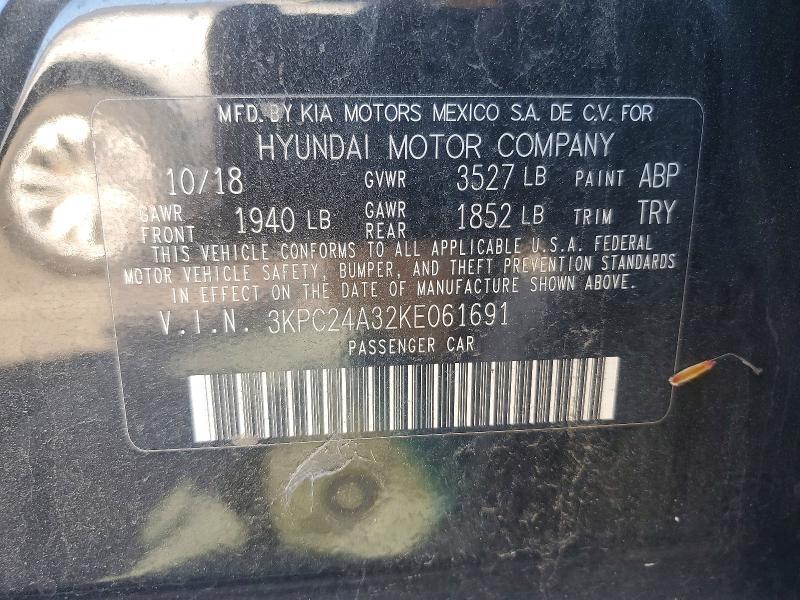 MFD. BY KIA MOTORS MEXICO S.A. DE C.V. FOR
HYUNDAI MOTOR COMPANY
10/18 GVWR 3527 LB PAINT ABP
GAWR FRONT 1940 LB GAWR REAR 1852 LB TRIM TRY
THIS VEHICLE CONFORMS TO ALL APPLICABLE U.S.A. FEDERAL
MOTOR VEHICLE SAFETY, BUMPER, AND THEFT PREVENTION STANDARDS
IN EFFECT ON THE DATE OF MANUFACTURE SHOWN ABOVE.
V.I.N. 3KPC24A32KE061691
PASSENGER CAR